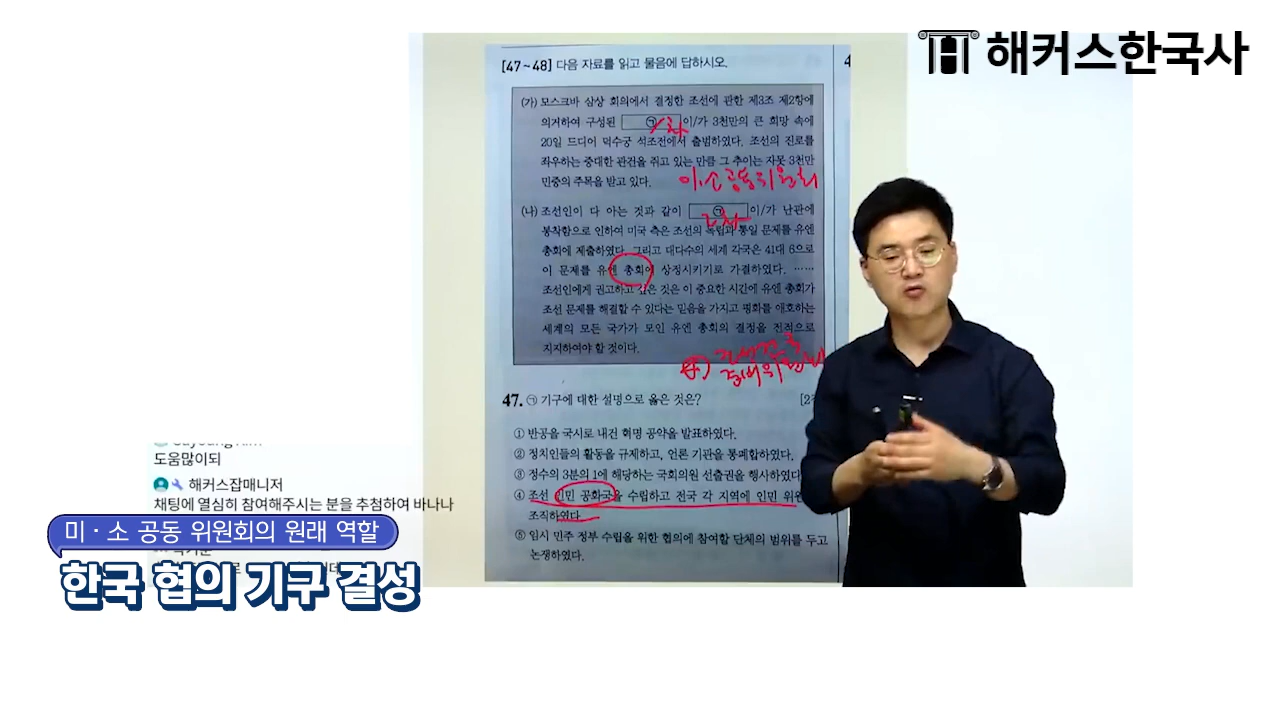 해커스한국사
[47~48] 다음 자료를 읽고 물음에 답하시오.
4
(가) 모스크바 삼상 회의에서 결정한 조선에 관한 제3조 제2항에
의거하여 구성된 ㉠ 이/가 3천만의 큰 희망 속에
1차
20일 드디어 덕수궁 석조전에서 출범하였다. 조선의 진로를
좌우하는 중대한 관건을 쥐고 있는 만큼 그 추이는 자못 3천만
민중의 주목을 받고 있다.
미·소공동위원회
(나) 조선인이 다 아는 것과 같이 ㉠ 이/가 난관에
2차
봉착함으로 인하여 미국 측은 조선의 독립과 통일 문제를 유엔
총회에 제출하였다. 그리고 대다수의 세계 각국은 41대 6으로
이 문제를 유엔 총회에 상정시키기로 가결하였다. ……
조선인에게 권고하고 싶은 것은 이 중요한 시간에 유엔 총회가
조선 문제를 해결할 수 있다는 믿음을 가지고 평화를 애호하는
세계의 모든 국가가 모인 유엔 총회의 결정을 전적으로
지지하여야 할 것이다.
47. ㉠ 기구에 대한 설명으로 옳은 것은?
① 반공을 국시로 내건 혁명 공약을 발표하였다.
② 정치인들의 활동을 규제하고, 언론 기관을 통폐합하였다.
③ 정수의 3분의 1에 해당하는 국회의원 선출권을 행사하였다
④ 조선 인민 공화국을 수립하고 전국 각 지역에 인민 위원
조직하였다.
⑤ 임시 민주 정부 수립을 위한 협의에 참여할 단체의 범위를 두고
논쟁하였다.
도움많이되
해커스잡매니저
채팅에 열심히 참여해주시는 분을 추첨하여 바나나
미·소 공동 위원회의 원래 역할
한국 협의 기구 결성